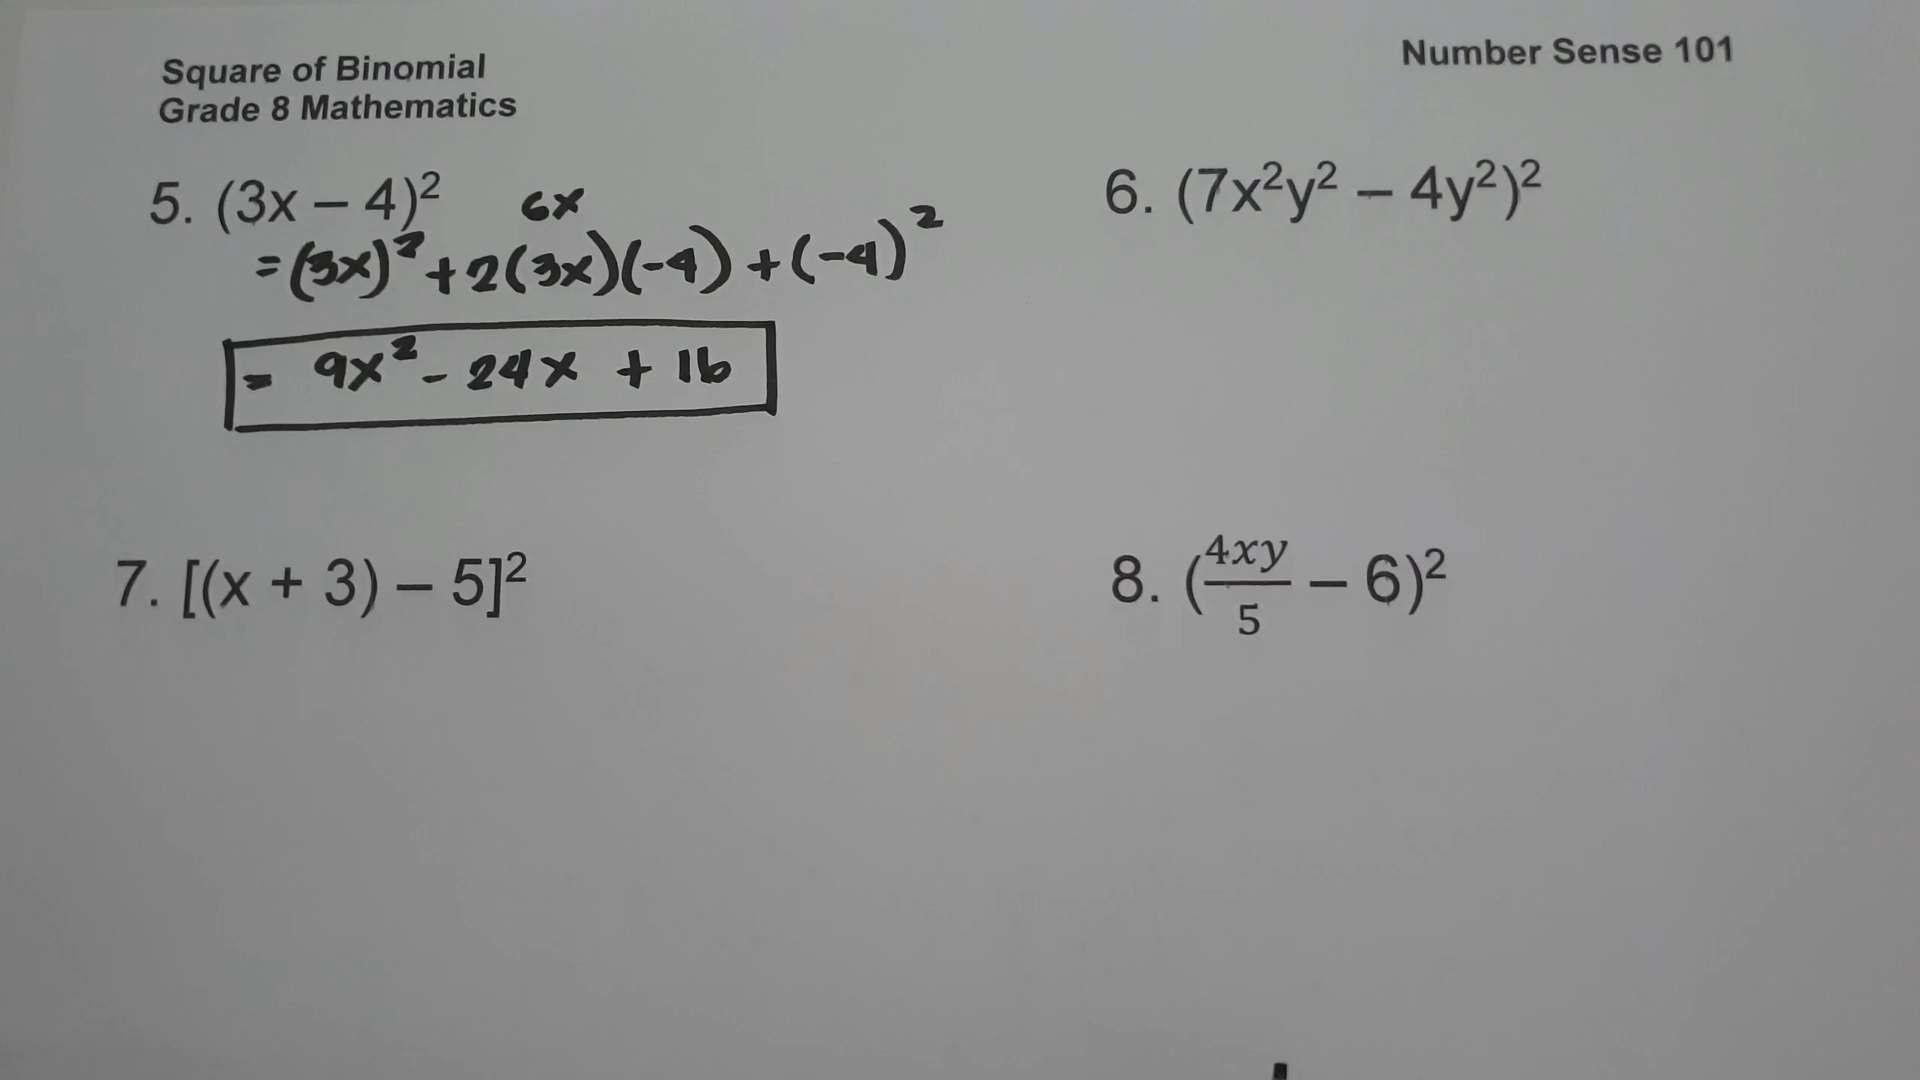 Square of Binomial
Grade 8 Mathematics
Number Sense 101
5. (3x – 4)²
6x
= (3x)² + 2(3x)(-4) + (-4)²
= 9x² - 24x + 16
6. (7x²y² – 4y²)²
7. [(x + 3) – 5]²
8. (4xy/5 – 6)²